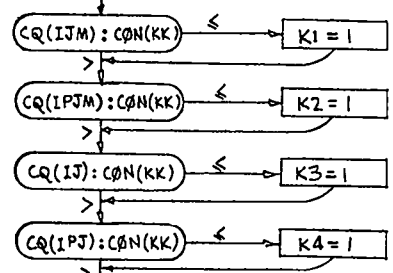 CQ(IJM):CØN(KK) ≤ K1 = 1
>
CQ(IPJM):CØN(KK) ≤ K2 = 1
>
CQ(IJ):CØN(KK) ≤ K3 = 1
>
CQ(IPJ):CØN(KK) ≤ K4 = 1
>